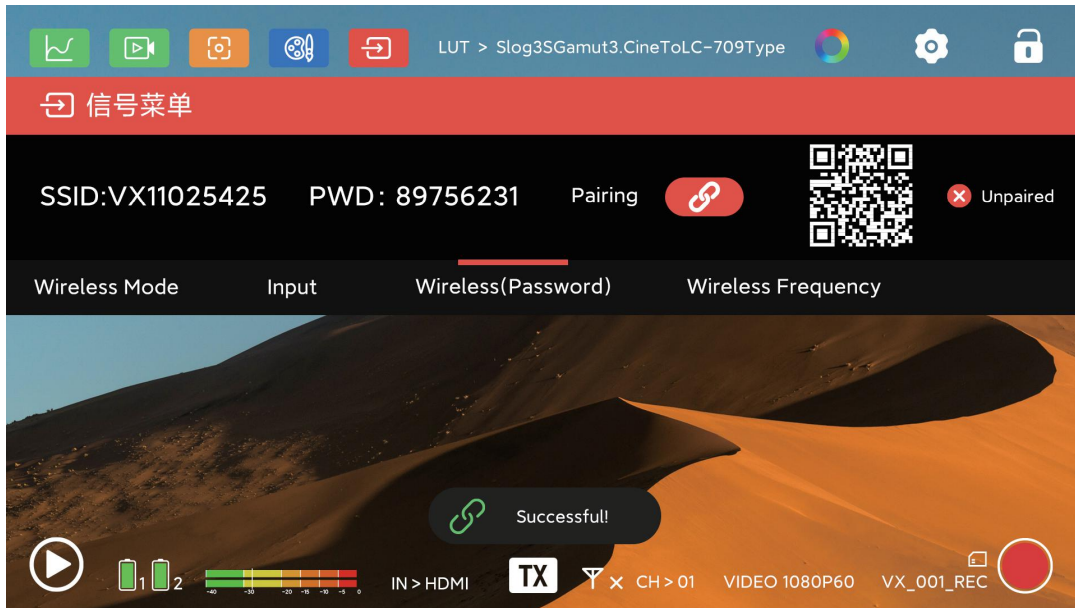 LUT > Slog3SGamut3.CineToLC-709Type
信号菜单
SSID:VX11025425 PWD: 89756231 Pairing Unpaired
Wireless Mode Input Wireless(Password) Wireless Frequency
Successful!
1 2 -40 -30 -20 -15 -10 -5 0 IN > HDMI TX CH > 01 VIDEO 1080P60 VX_001_REC